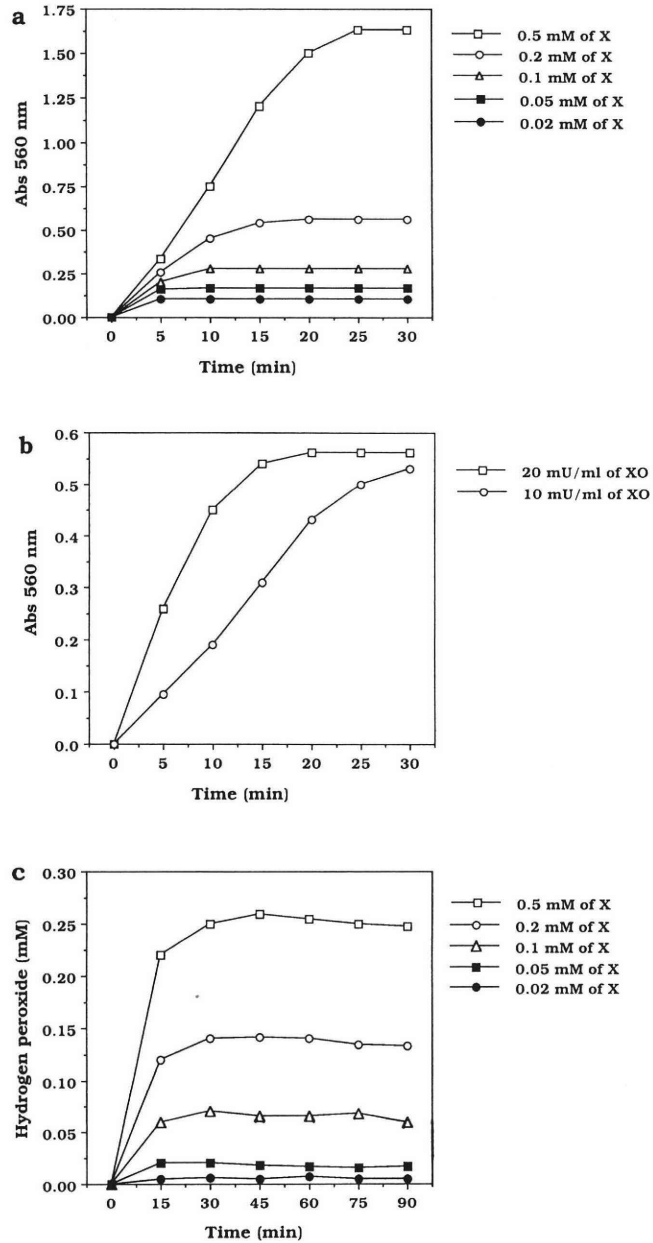 a
1.75
1.50
1.25
1.00
0.75
0.50
0.25
0.00
Abs 560 nm
0 5 10 15 20 25 30
Time (min)
0.5 mM of X
0.2 mM of X
0.1 mM of X
0.05 mM of X
0.02 mM of X
b
0.6
0.5
0.4
0.3
0.2
0.1
0.0
Abs 560 nm
0 5 10 15 20 25 30
Time (min)
20 mU/ml of XO
10 mU/ml of XO
c
0.30
0.25
0.20
0.15
0.10
0.05
0.00
Hydrogen peroxide (mM)
0 15 30 45 60 75 90
Time (min)
0.5 mM of X
0.2 mM of X
0.1 mM of X
0.05 mM of X
0.02 mM of X